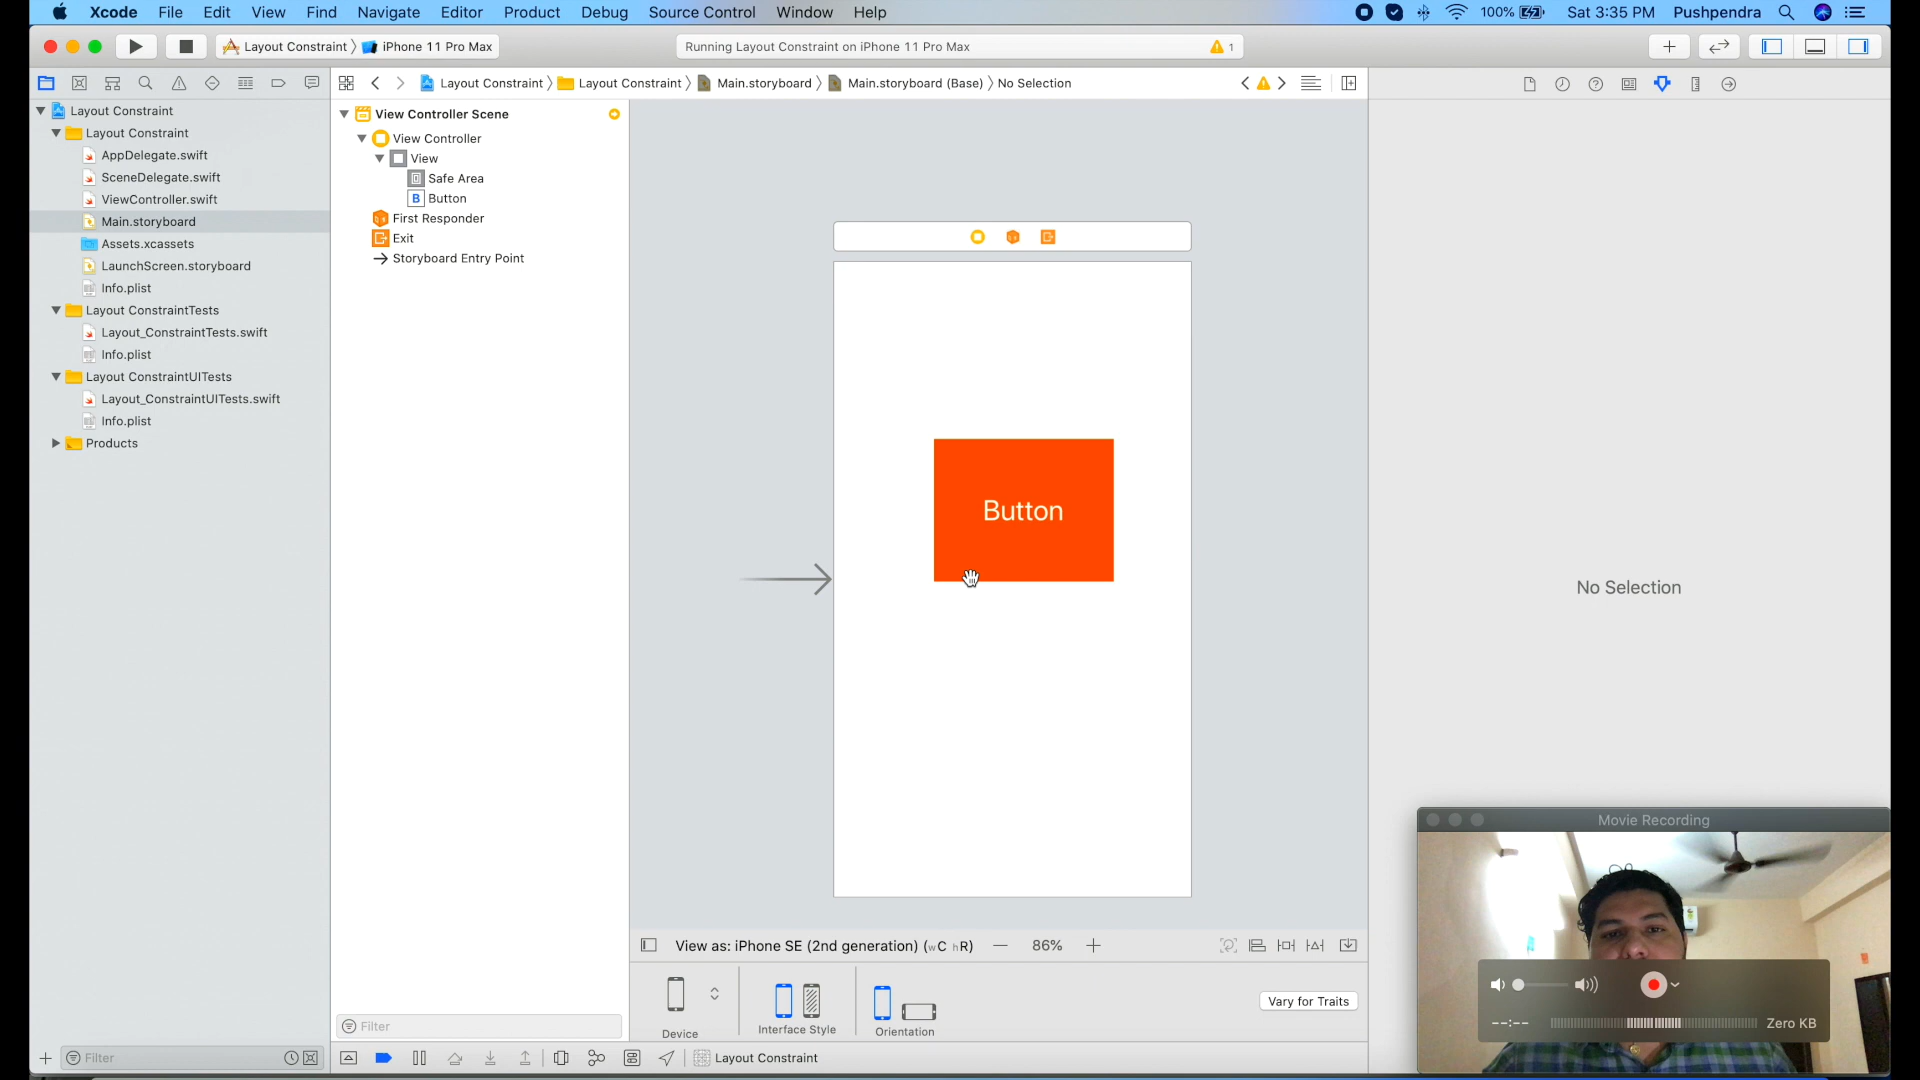 Xcode File Edit View Find Navigate Editor Product Debug Source Control Window Help 100% Sat 3:35 PM Pushpendra
Layout Constraint iPhone 11 Pro Max
Running Layout Constraint on iPhone 11 Pro Max
1
Layout Constraint Layout Constraint Main.storyboard Main.storyboard (Base) No Selection
Layout Constraint
Layout Constraint
AppDelegate.swift
SceneDelegate.swift
ViewController.swift
Main.storyboard
Assets.xcassets
LaunchScreen.storyboard
Info.plist
Layout ConstraintTests
Layout_ConstraintTests.swift
Info.plist
Layout ConstraintUITests
Layout_ConstraintUITests.swift
Info.plist
Products
Filter
View Controller Scene
View Controller
View
Safe Area
B Button
First Responder
Exit
Storyboard Entry Point
Filter
Button
View as: iPhone SE (2nd generation) (wC hR)
86%
Device
Interface Style
Orientation
Vary for Traits
Layout Constraint
No Selection
Movie Recording
--:--
Zero KB